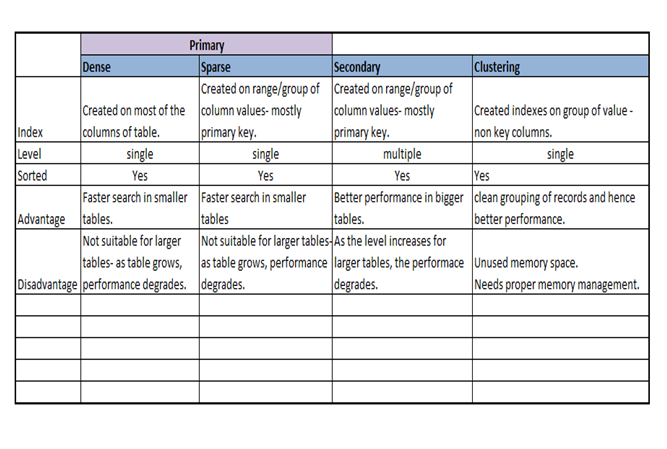 Primary
Dense Sparse Secondary Clustering
Index
Created on most of the
columns of table.
Created on range/group of
column values- mostly
primary key.
Created on range/group of
column values- mostly
primary key.
Created indexes on group of value -
non key columns.
Level single single multiple single
Sorted Yes Yes Yes Yes
Advantage
Faster search in smaller
tables.
Faster search in smaller
tables
Better performance in bigger
tables.
clean grouping of records and hence
better performance.
Disadvantage
Not suitable for larger
tables- as table grows,
performance degrades.
Not suitable for larger tables-
as table grows, performance
degrades.
As the level increases for
larger tables, the performace
degrades.
Unused memory space.
Needs proper memory management.